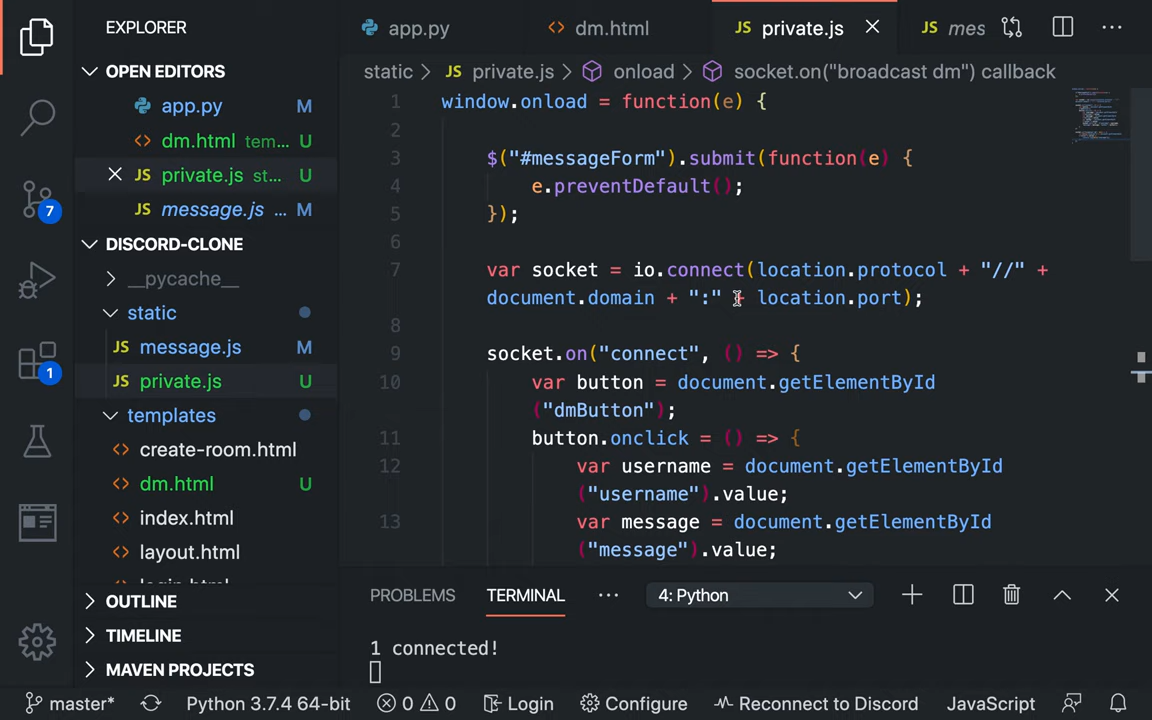 EXPLORER
OPEN EDITORS
app.py M
dm.html tem... U
private.js st... U
message.js ... M
DISCORD-CLONE
__pycache__
static
JS message.js M
JS private.js U
templates
create-room.html
dm.html U
index.html
layout.html
OUTLINE
TIMELINE
MAVEN PROJECTS
7
1
app.py
dm.html
JS private.js
JS mes
static > JS private.js > onload > socket.on("broadcast dm") callback
1 window.onload = function(e) {
2
3 $("#messageForm").submit(function(e) {
4 e.preventDefault();
5 });
6
7 var socket = io.connect(location.protocol + "//" +
document.domain + ":" + location.port);
8
9 socket.on("connect", () => {
10 var button = document.getElementById
("dmButton");
11 button.onclick = () => {
12 var username = document.getElementById
("username").value;
13 var message = document.getElementById
("message").value;
PROBLEMS TERMINAL ... 4: Python
1 connected!
master* Python 3.7.4 64-bit 0 0 Login Configure Reconnect to Discord JavaScript